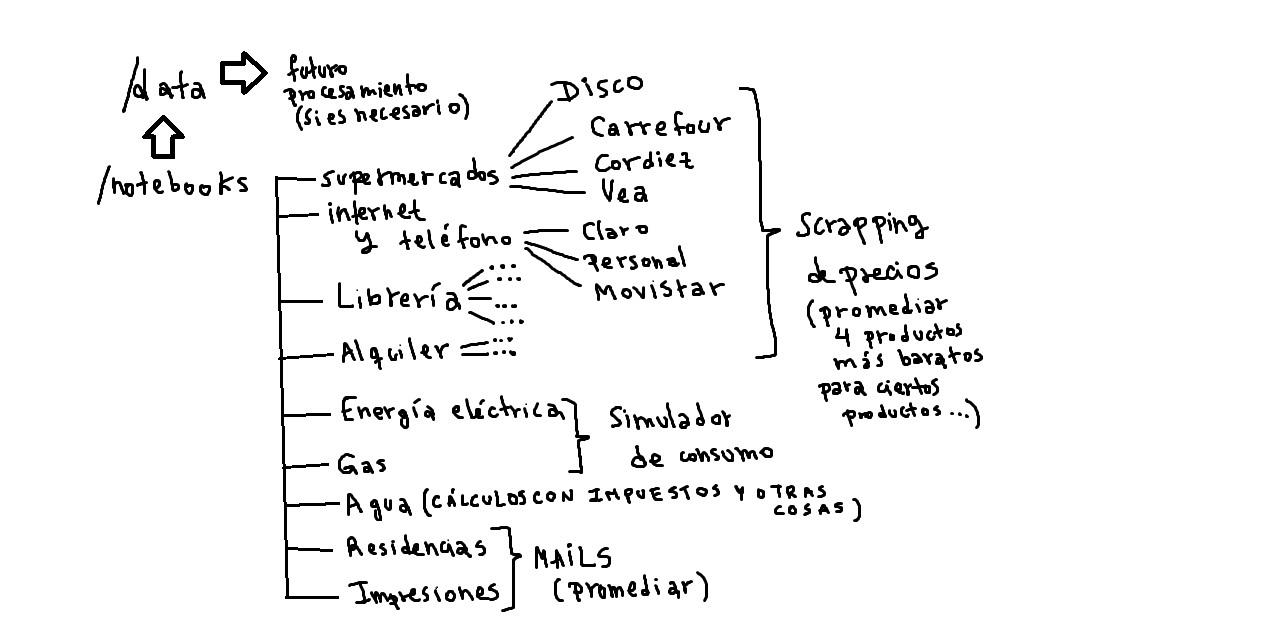 /data
futuro
procesamiento
(si es necesario)
/notebooks
supermercados
Disco
Carrefour
Cordiez
Vea
internet
y teléfono
Claro
Personal
Movistar
Librería
...
Alquiler
...
Scrapping
de precios
(promediar
4 productos
más baratos
para ciertos
productos...)
Energía eléctrica
Gas
Simulador
de consumo
Agua (CÁLCULOS CON IMPUESTOS Y OTRAS
COSAS)
Residencias
Impresiones
MAILS
(promediar)